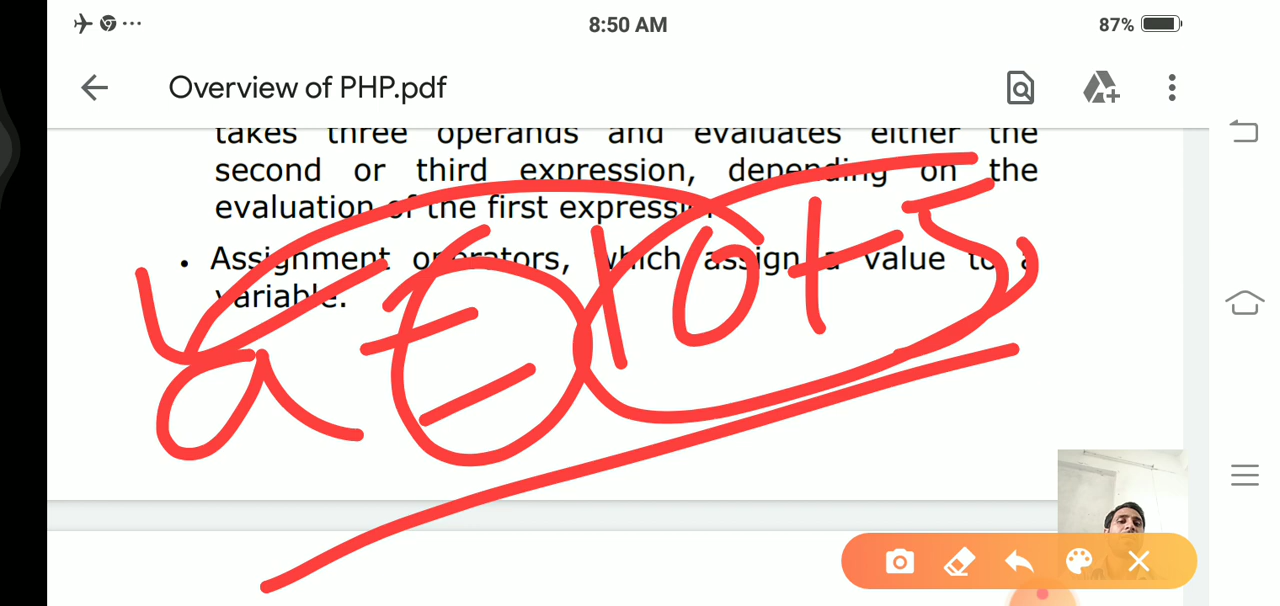 8:50 AM 87%
Overview of PHP.pdf
takes three operands and evaluates either the
second or third expression, depending on the
evaluation of the first expression
• Assignment operators, which assign a value to a
variable.
a = 10+5